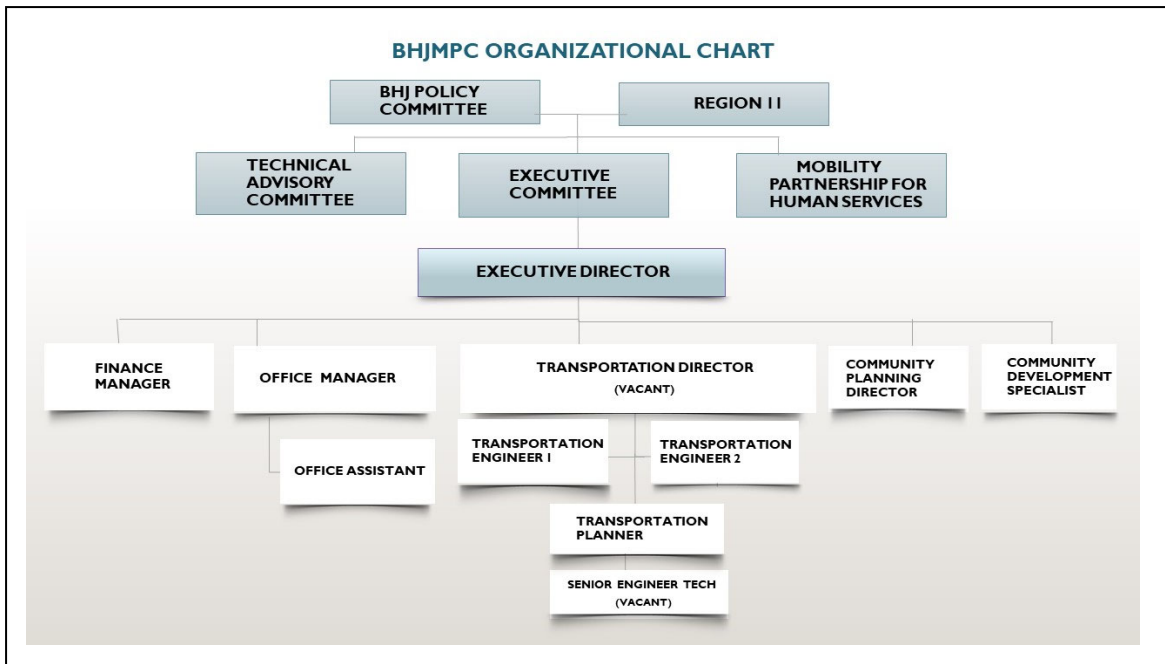 BHJMPC ORGANIZATIONAL CHART
BHJ POLICY
COMMITTEE
REGION 11
TECHNICAL
ADVISORY
COMMITTEE
EXECUTIVE
COMMITTEE
MOBILITY
PARTNERSHIP FOR
HUMAN SERVICES
EXECUTIVE DIRECTOR
FINANCE
MANAGER
OFFICE MANAGER
TRANSPORTATION DIRECTOR
(VACANT)
COMMUNITY
PLANNING
DIRECTOR
COMMUNITY
DEVELOPMENT
SPECIALIST
OFFICE ASSISTANT
TRANSPORTATION
ENGINEER 1
TRANSPORTATION
ENGINEER 2
TRANSPORTATION
PLANNER
SENIOR ENGINEER TECH
(VACANT)